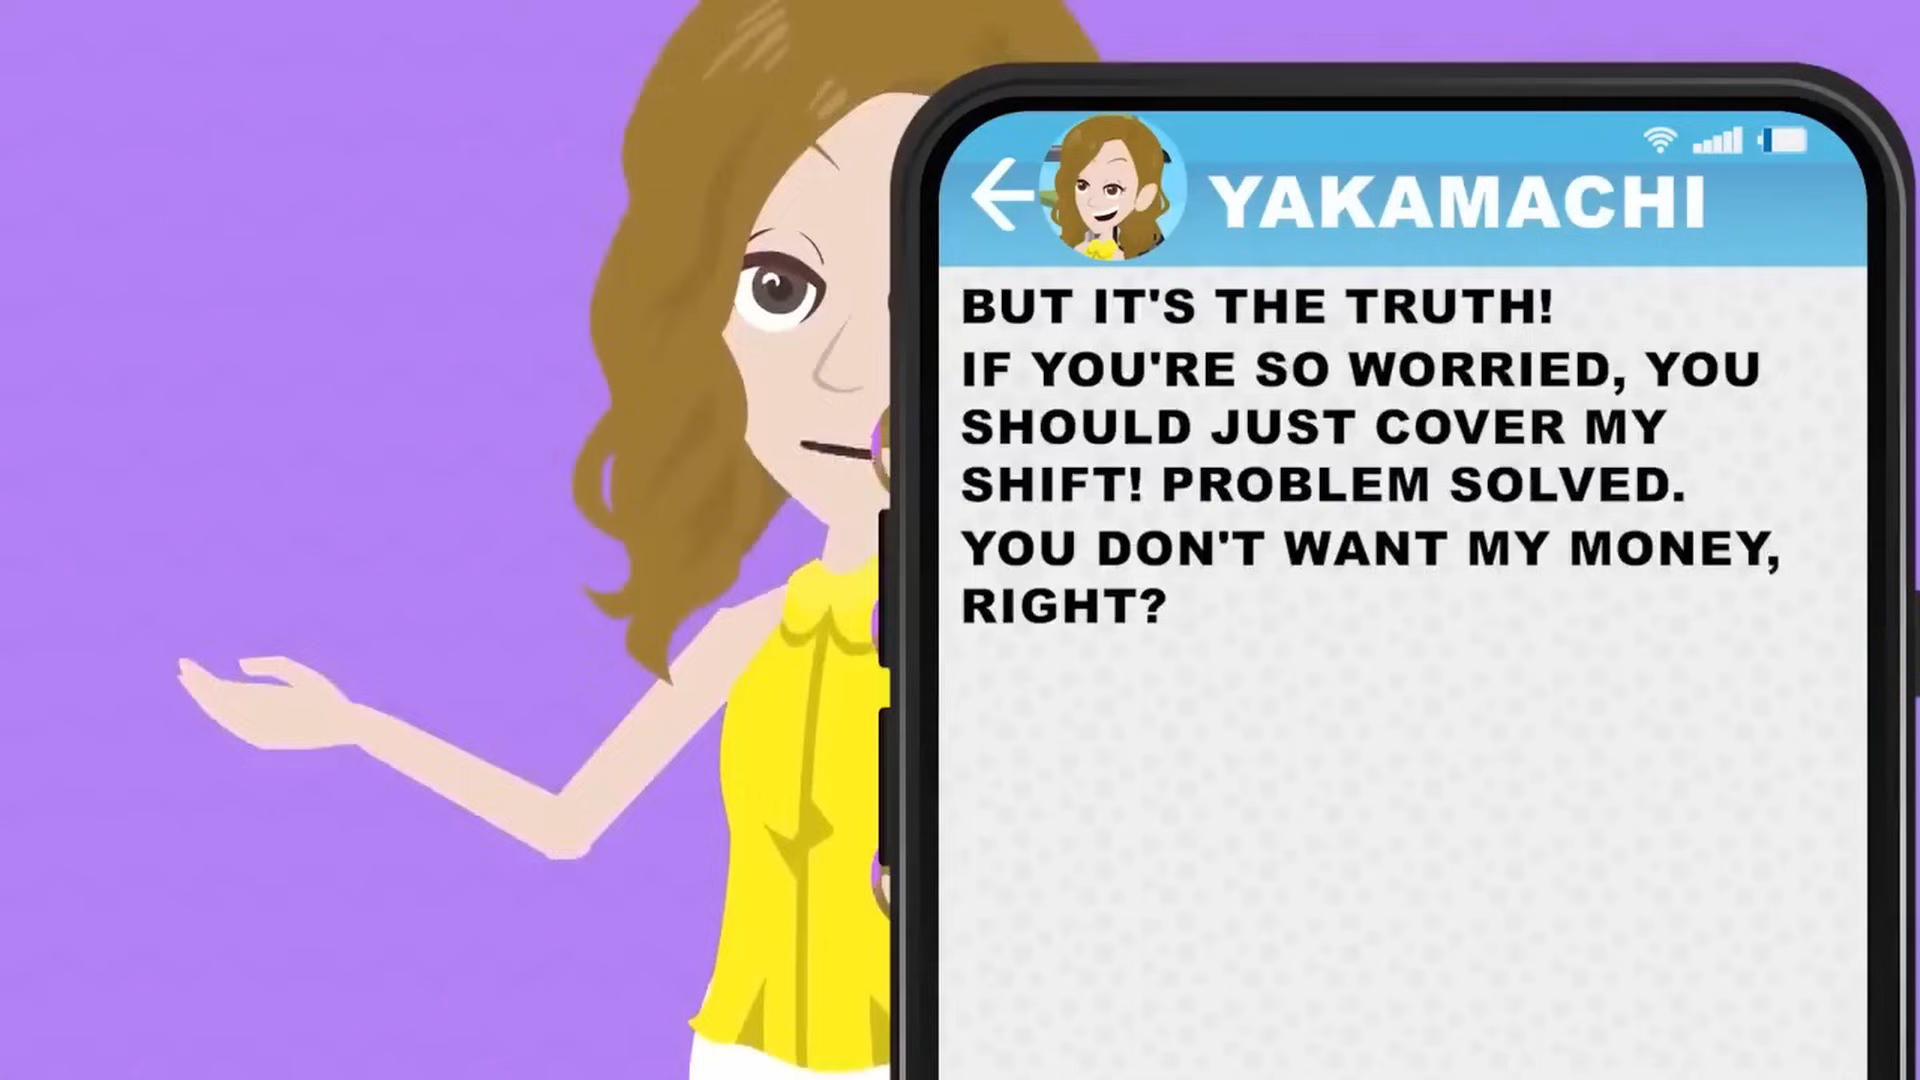 YAKAMACHI
BUT IT'S THE TRUTH!
IF YOU'RE SO WORRIED, YOU
SHOULD JUST COVER MY
SHIFT! PROBLEM SOLVED.
YOU DON'T WANT MY MONEY,
RIGHT?